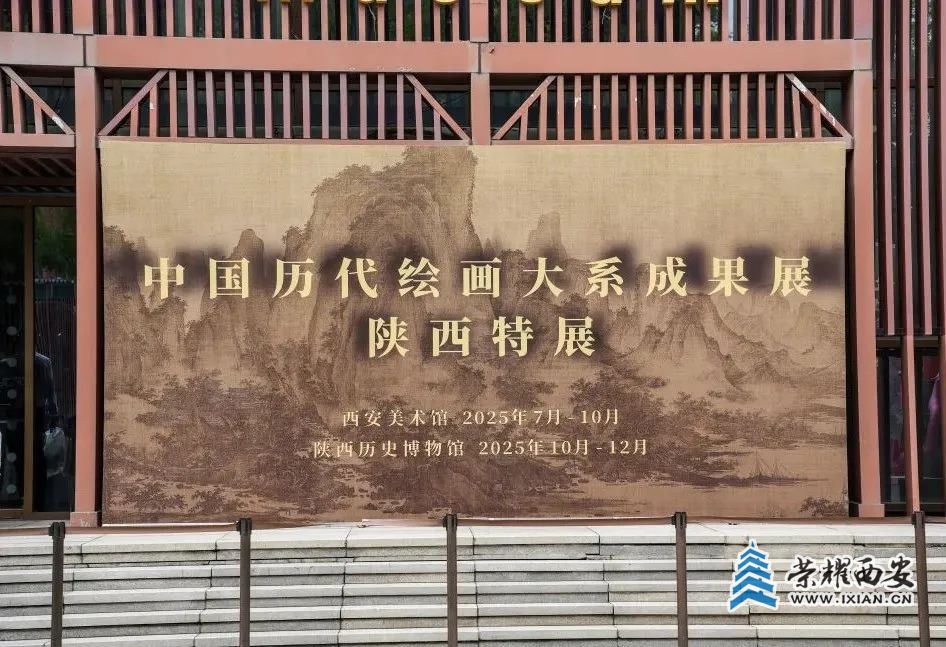 中国历代绘画大系成果展
陕西特展
西安美术馆 2025年7月-10月
陕西历史博物馆 2025年10月-12月
荣耀西安
WWW.IXIAN.CN